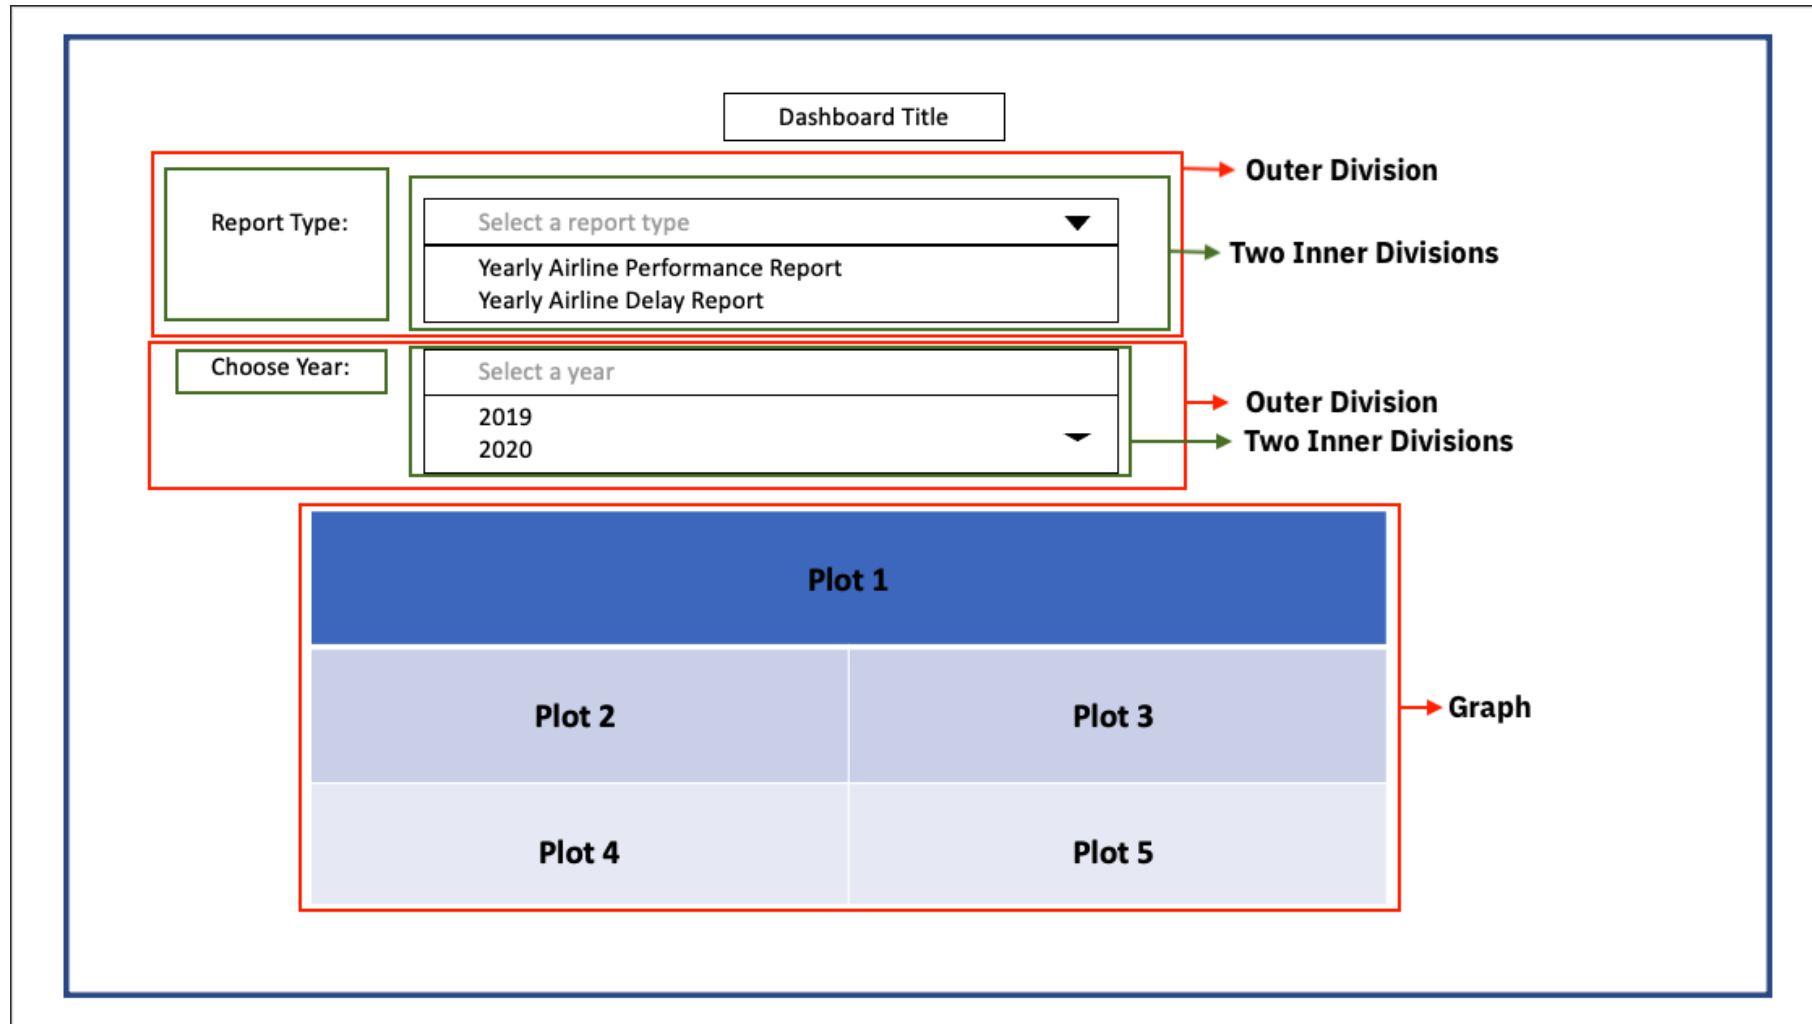 Dashboard Title
Outer Division
Report Type:
Select a report type
Two Inner Divisions
Yearly Airline Performance Report
Yearly Airline Delay Report
Choose Year:
Select a year
Outer Division
2019
Two Inner Divisions
2020
Plot 1
Plot 2
Plot 3
Graph
Plot 4
Plot 5